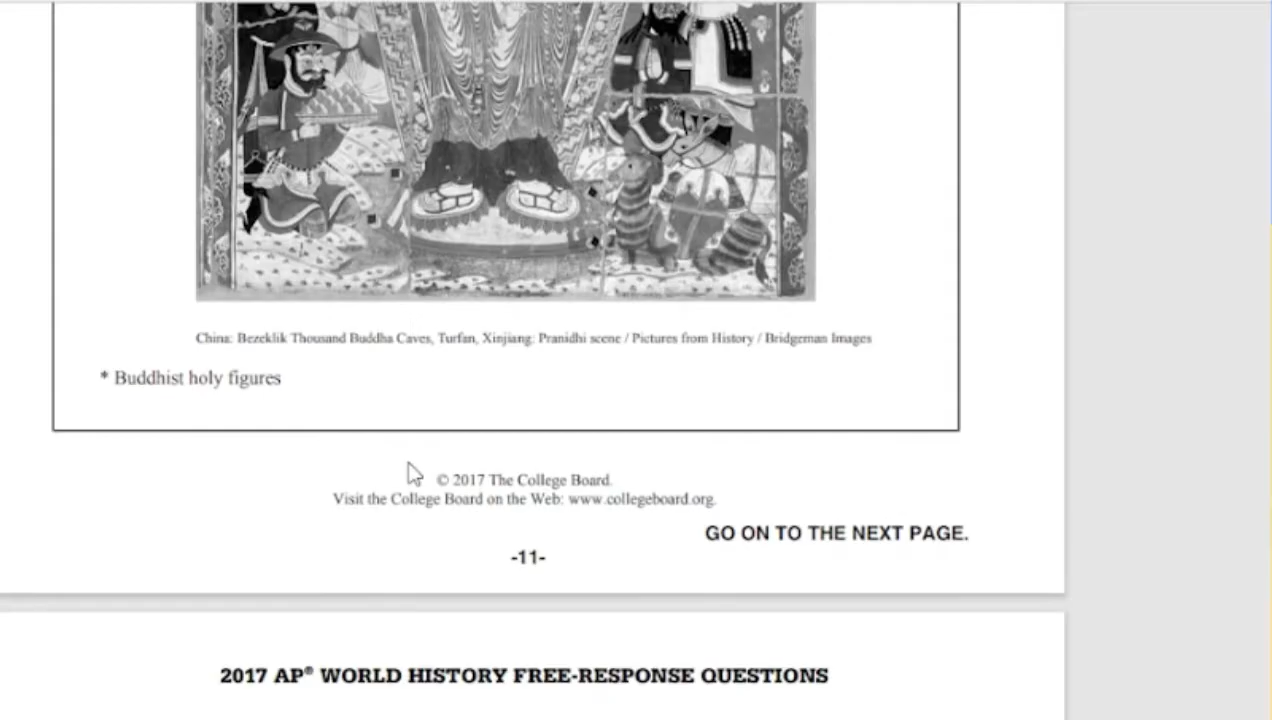 China: Bezeklik Thousand Buddha Caves, Turfan, Xinjiang: Pranidhi scene / Pictures from History / Bridgeman Images
* Buddhist holy figures
© 2017 The College Board.
Visit the College Board on the Web: www.collegeboard.org.
GO ON TO THE NEXT PAGE.
-11-
2017 AP® WORLD HISTORY FREE-RESPONSE QUESTIONS